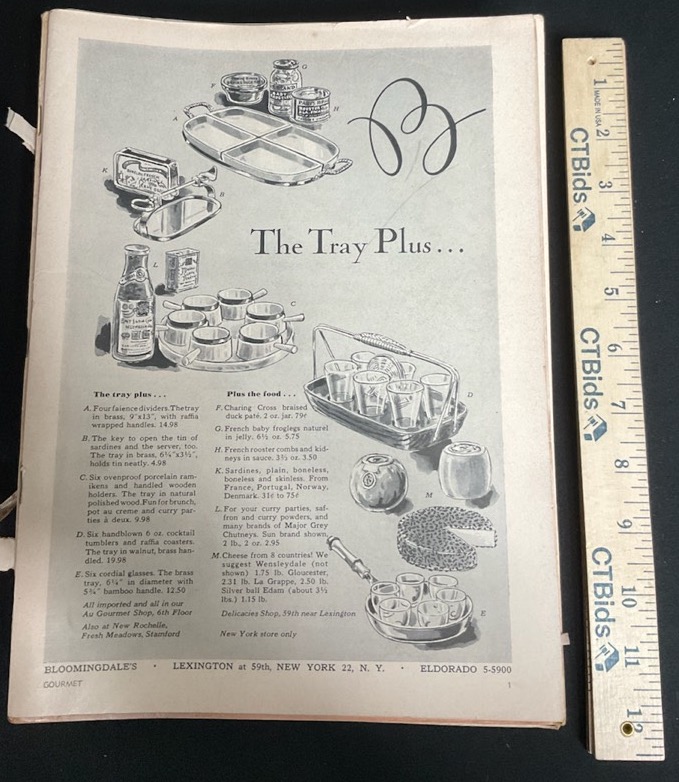 The Tray Plus...
The tray plus...
A. Four faience dividers. The tray
in brass, 9"x13", with raffia
wrapped handles. 14.98
B. The key to open the tin of
sardines and the server, too.
The tray in brass, 6¼"x3½",
holds tin neatly. 4.98
C. Six ovenproof porcelain ram-
ikens and handled wooden
holders. The tray in natural
polished wood. Fun for brunch,
pot au creme and curry par-
ties à deux. 9.98
D. Six handblown 6 oz. cocktail
tumblers and raffia coasters.
The tray in walnut, brass han-
dled. 19.98
E. Six cordial glasses. The brass
tray, 6¼" in diameter with
5¾" bamboo handle. 12.50
All imported and all in our
Au Gourmet Shop, 6th Floor
Also at New Rochelle,
Fresh Meadows, Stamford
Plus the food...
F. Charing Cross braised
duck pate. 2 oz. jar. 79¢
G. French baby froglegs naturel
in jelly. 6½ oz. 5.75
H. French rooster combs and kid-
neys in sauce. 3½ oz. 3.50
K. Sardines, plain, boneless,
boneless and skinless. From
France, Portugal, Norway,
Denmark. 31¢ to 75¢
L. For your curry parties, saf-
fron and curry powders, and
many brands of Major Grey
Chutneys. Sun brand shown,
2 lb., 2 oz. 2.95
M. Cheese from 8 countries! We
suggest Wensleydale (not
shown) 1.75 lb. Gloucester,
2.31 lb. La Grappe, 2.50 lb.
Silver ball Edam (about 3½
lbs.) 1.15 lb.
Delicacies Shop, 59th near Lexington
New York store only
A
B
C
D
E
F
G
H
K
L
M
BLOOMINGDALE'S · LEXINGTON at 59th, NEW YORK 22, N. Y. · ELDORADO 5-5900
GOURMET
1
MADE IN USA
CTBids
CTBids
CTBids
1
2
3
4
5
6
7
8
9
10
11
12